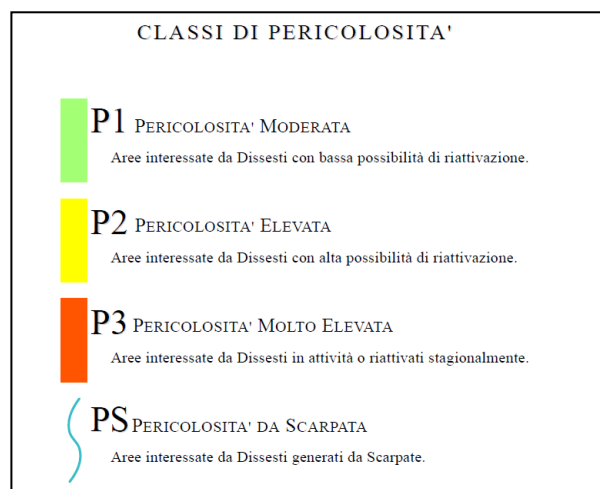 CLASSI DI PERICOLOSITA'
P1 PERICOLOSITA' MODERATA
Aree interessate da Dissesti con bassa possibilità di riattivazione.
P2 PERICOLOSITA' ELEVATA
Aree interessate da Dissesti con alta possibilità di riattivazione.
P3 PERICOLOSITA' MOLTO ELEVATA
Aree interessate da Dissesti in attività o riattivati stagionalmente.
PS PERICOLOSITA' DA SCARPATA
Aree interessate da Dissesti generati da Scarpate.